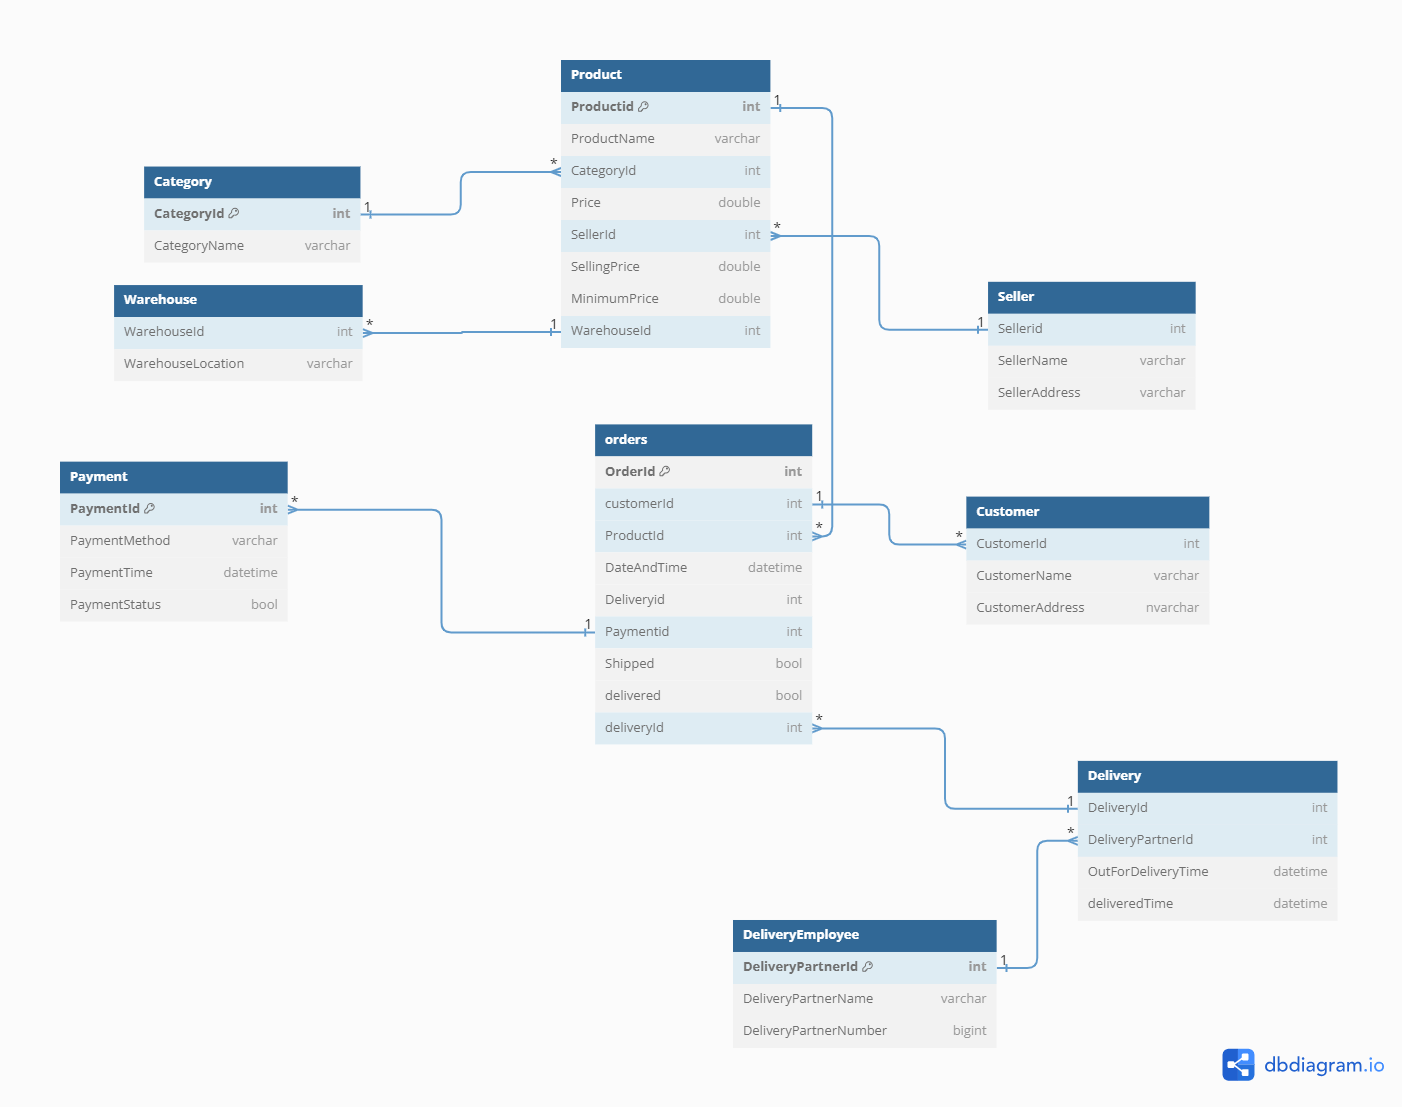 Product
Productid int
ProductName varchar
CategoryId int
Price double
SellerId int
SellingPrice double
MinimumPrice double
WarehouseId int
1
*
*
1
Category
CategoryId int
CategoryName varchar
1
Warehouse
WarehouseId int
WarehouseLocation varchar
*
Seller
Sellerid int
SellerName varchar
SellerAddress varchar
1
orders
OrderId int
customerId int
ProductId int
DateAndTime datetime
Deliveryid int
Paymentid int
Shipped bool
delivered bool
deliveryId int
1
*
1
*
Payment
PaymentId int
PaymentMethod varchar
PaymentTime datetime
PaymentStatus bool
*
Customer
CustomerId int
CustomerName varchar
CustomerAddress nvarchar
*
Delivery
DeliveryId int
DeliveryPartnerId int
OutForDeliveryTime datetime
deliveredTime datetime
1
*
DeliveryEmployee
DeliveryPartnerId int
DeliveryPartnerName varchar
DeliveryPartnerNumber bigint
1
dbdiagram.io